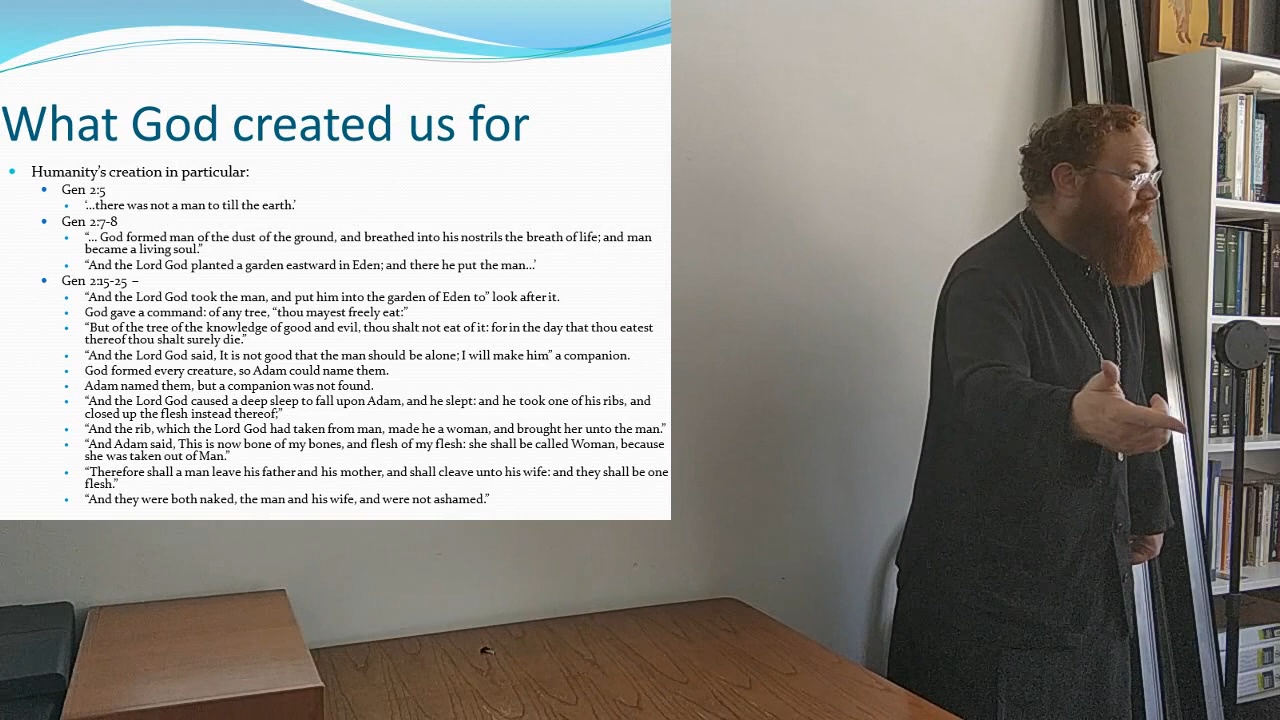 What God created us for
Humanity's creation in particular:
Gen 2:5
'...there was not a man to till the earth.'
Gen 2:7-8
"... God formed man of the dust of the ground, and breathed into his nostrils the breath of life; and man
became a living soul."
"And the Lord God planted a garden eastward in Eden; and there he put the man...'
Gen 2:15-25 –
"And the Lord God took the man, and put him into the garden of Eden to" look after it.
God gave a command: of any tree, "thou mayest freely eat:"
"But of the tree of the knowledge of good and evil, thou shalt not eat of it: for in the day that thou eatest
thereof thou shalt surely die."
"And the Lord God said, It is not good that the man should be alone; I will make him" a companion.
God formed every creature, so Adam could name them.
Adam named them, but a companion was not found.
"And the Lord God caused a deep sleep to fall upon Adam, and he slept: and he took one of his ribs, and
closed up the flesh instead thereof;"
"And the rib, which the Lord God had taken from man, made he a woman, and brought her unto the man."
"And Adam said, This is now bone of my bones, and flesh of my flesh: she shall be called Woman, because
she was taken out of Man."
"Therefore shall a man leave his father and his mother, and shall cleave unto his wife: and they shall be one
flesh."
"And they were both naked, the man and his wife, and were not ashamed."